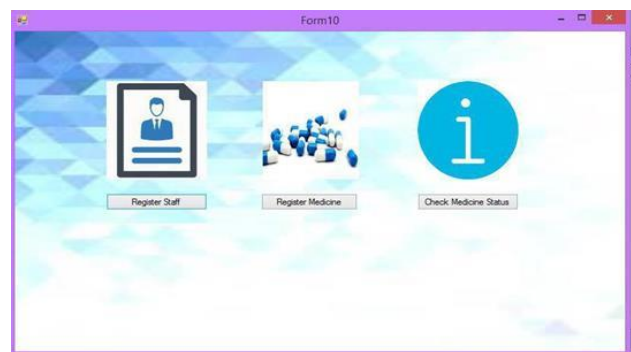 Form10
Register Staff
Register Medicine
Check Medicine Status